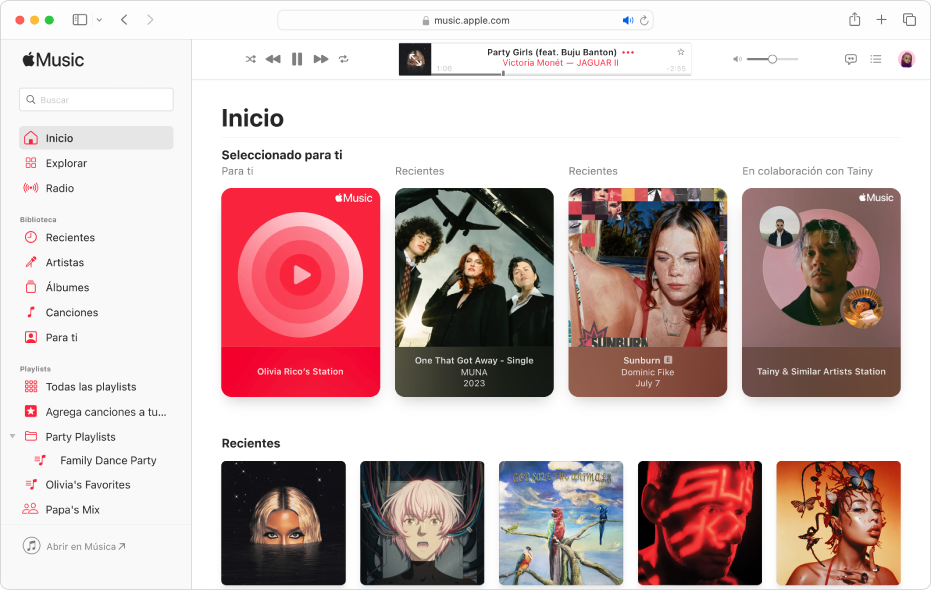 music.apple.com
Music
Party Girls (feat. Buju Banton)
Victoria Monét — JAGUAR II
1:06
-2:55
Buscar
Inicio
Explorar
Radio
Biblioteca
Recientes
Artistas
Álbumes
Canciones
Para ti
Playlists
Todas las playlists
Agrega canciones a tu...
Party Playlists
Family Dance Party
Olivia's Favorites
Papa's Mix
Abrir en Música
Inicio
Seleccionado para ti
Para ti
Music
Olivia Rico's Station
Recientes
One That Got Away - Single
MUNA
2023
Recientes
SUNBURN
Sunburn E
Dominic Fike
July 7
En colaboración con Tainy
Music
Tainy & Similar Artists Station
Recientes
GOD SAVE THE ANIMALS